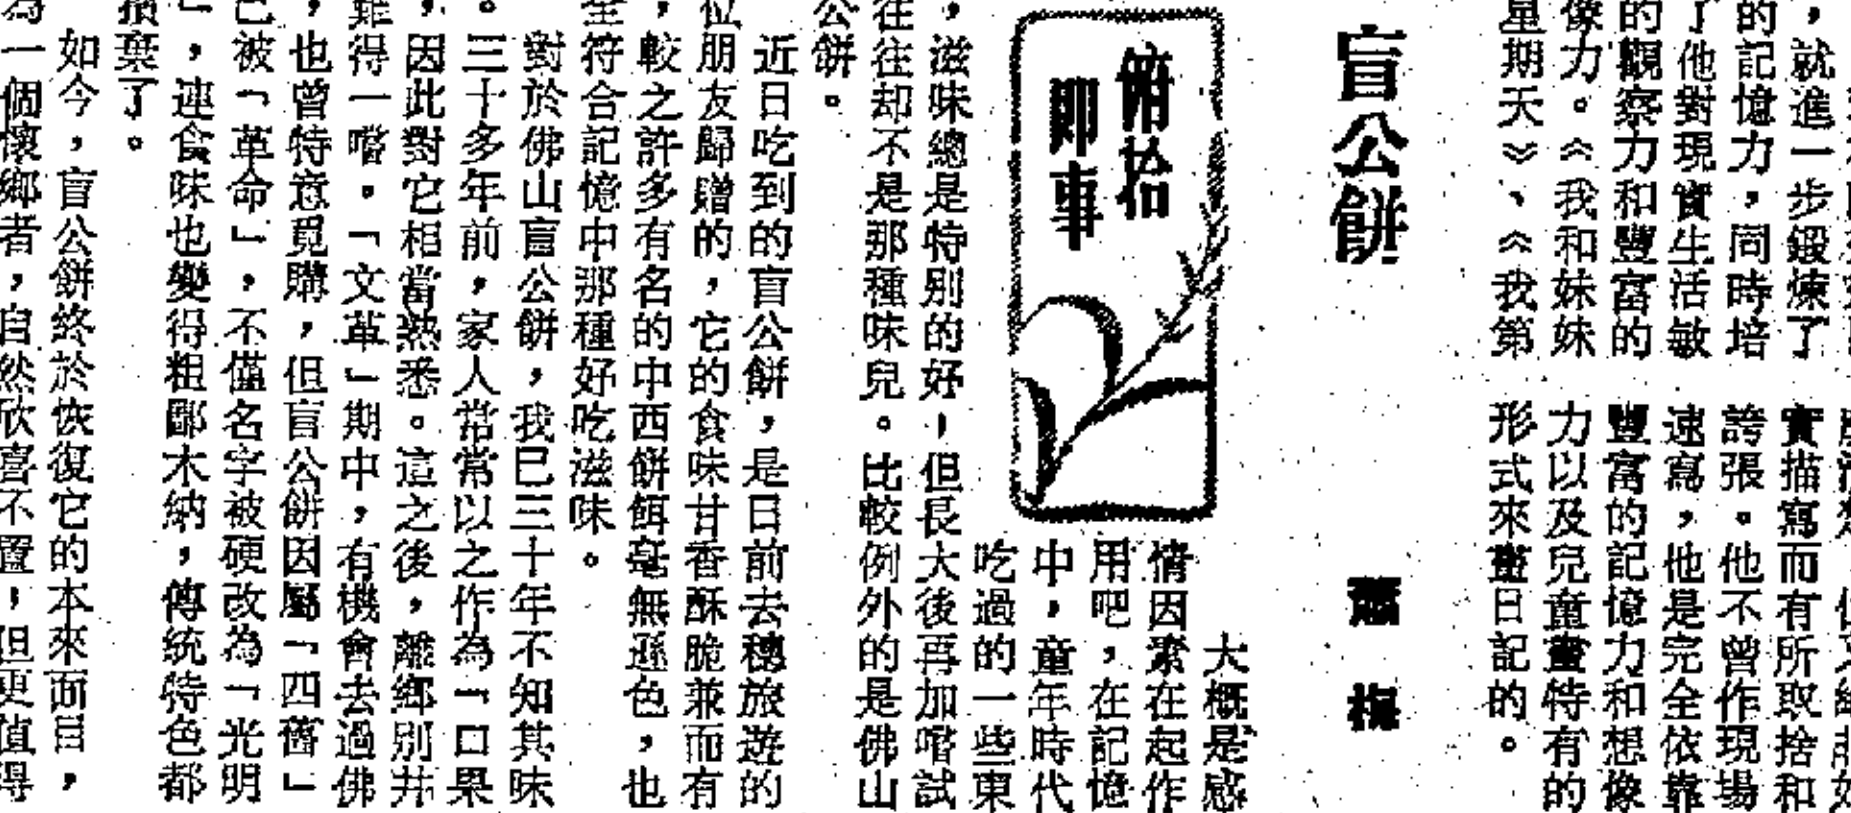 ，就進一步鍛煉了
的記憶力，同時培
了他對現實生活敏
的觀察力和豐富的
像力。《我和妹妹
星期天》、《我第
實描寫而有所取捨和
誇張。他不曾作現場
速寫，他是完全依靠
豐富的記憶力和想像
力以及兒童畫特有的
形式來畫日記的。
盲公餅
蕭梅
俯拾
即事
大概是感
情因素在起作
用吧，在記憶
中，童年時代
吃過的一些東
，滋味總是特別的好，但長大後再加嚐試
往往却不是那種味兒。比較例外的是佛山
公餅。
近日吃到的盲公餅，是日前去穗旅遊的
位朋友歸贈的，它的食味甘香酥脆兼而有
，較之許多有名的中西餅餌毫無遜色，也
全符合記憶中那種好吃滋味。
對於佛山盲公餅，我已三十年不知其味
。三十多年前，家人常常以之作為「口果
，因此對它相當熟悉。這之後，離鄉別井
難得一嚐。「文革」期中，有機會去過佛
，也曾特意覓購，但盲公餅因屬「四舊」
已被「革命」，不僅名字被硬改為「光明
」，連食味也變得粗鄙木納，傳統特色都
損棄了。
如今，盲公餅終於恢復它的本來面目，
為一個懷鄉者，自然欣喜不置，但更值得